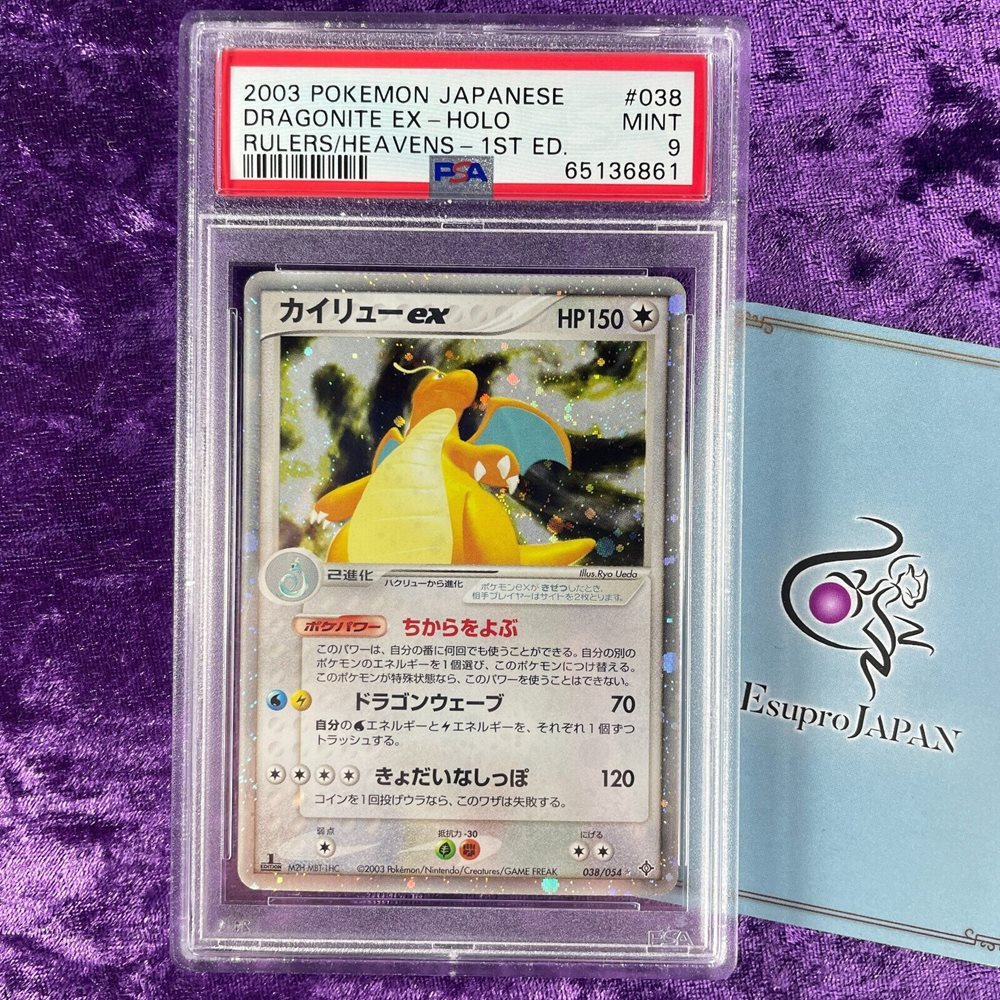 2003 POKEMON JAPANESE #038
DRAGONITE EX - HOLO MINT
RULERS/HEAVENS - 1ST ED. 9
PSA 65136861
カイリューex HP150
Illus.Ryo Ueda
2進化 ハクリューから進化
ポケモンexがきぜつしたとき、
相手プレイヤーはサイドを2枚とります。
ポケパワー ちからをよぶ
このパワーは、自分の番に何回でも使うことができる。自分の別の
ポケモンのエネルギーを1個選び、このポケモンにつけ替える。
このポケモンが特殊状態なら、このパワーを使うことはできない。
ドラゴンウェーブ 70
自分のエネルギーとエネルギーを、それぞれ1個ずつ
トラッシュする。
きょだいなしっぽ 120
コインを1回投げウラなら、このワザは失敗する。
弱点 抵抗力 -30 にげる
1 EDITION M2H MBT-1HC ©2003 Pokémon/Nintendo/Creatures/GAME FREAK 038/054
PSA
EsuproJAPAN